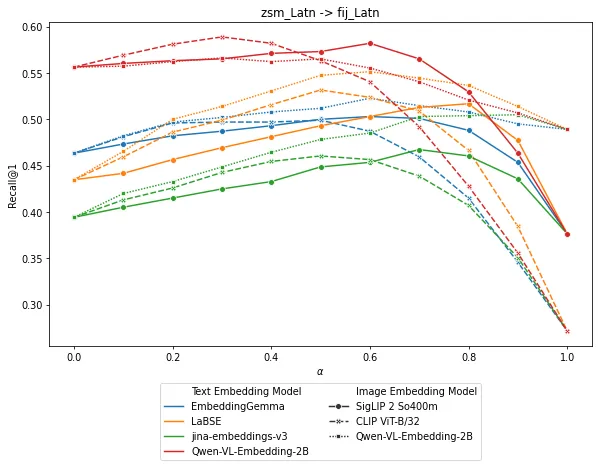 zsm_Latn -> fij_Latn
0.60
0.55
0.50
0.45
0.40
0.35
0.30
Recall@1
0.0
0.2
0.4
0.6
0.8
1.0
α
Text Embedding Model
EmbeddingGemma
LaBSE
jina-embeddings-v3
Qwen-VL-Embedding-2B
Image Embedding Model
SigLIP 2 So400m
CLIP ViT-B/32
Qwen-VL-Embedding-2B